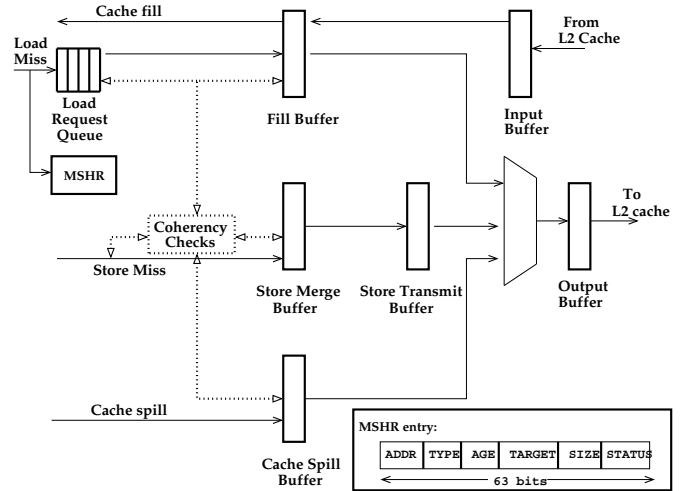 Cache fill
From
L2 Cache
Load
Miss
Load
Request
Queue
Fill Buffer
Input
Buffer
MSHR
To
L2 cache
Coherency
Checks
Store Miss
Store Merge
Buffer
Store Transmit
Buffer
Output
Buffer
Cache spill
Cache Spill
Buffer
MSHR entry:
ADDR TYPE AGE TARGET SIZE STATUS
63 bits